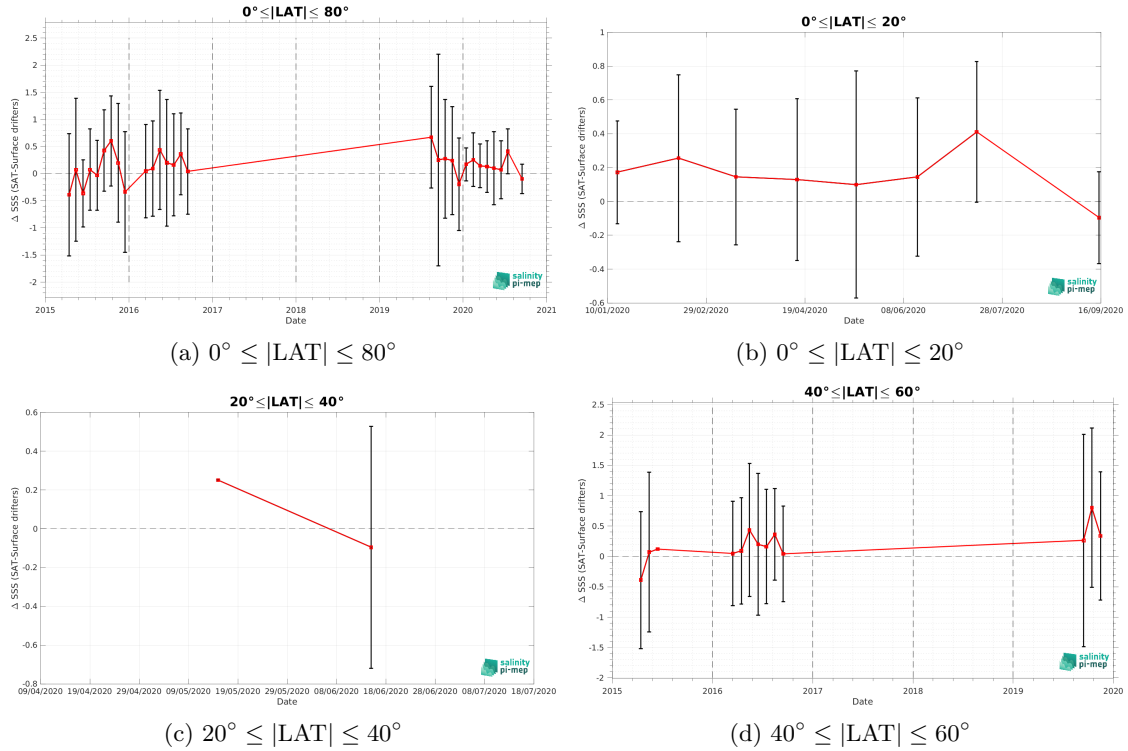 0°≤|LAT|≤ 80°
Δ SSS (SAT-Surface drifters)
2.5
2
1.5
1
0.5
0
-0.5
-1
-1.5
-2
2015 2016 2017 2018 2019 2020 2021
Date
salinity
pi-mep
(a) 0° ≤ |LAT| ≤ 80°
0°≤|LAT|≤ 20°
Δ SSS (SAT-Surface drifters)
1
0.8
0.6
0.4
0.2
0
-0.2
-0.4
-0.6
10/01/2020 29/02/2020 19/04/2020 08/06/2020 28/07/2020 16/09/2020
Date
salinity
pi-mep
(b) 0° ≤ |LAT| ≤ 20°
20°≤|LAT|≤ 40°
Δ SSS (SAT-Surface drifters)
0.6
0.4
0.2
0
-0.2
-0.4
-0.6
-0.8
09/04/2020 19/04/2020 29/04/2020 09/05/2020 19/05/2020 29/05/2020 08/06/2020 18/06/2020 28/06/2020 08/07/2020 18/07/2020
Date
salinity
pi-mep
(c) 20° ≤ |LAT| ≤ 40°
40°≤|LAT|≤ 60°
Δ SSS (SAT-Surface drifters)
2.5
2
1.5
1
0.5
0
-0.5
-1
-1.5
-2
2015 2016 2017 2018 2019 2020
Date
salinity
pi-mep
(d) 40° ≤ |LAT| ≤ 60°